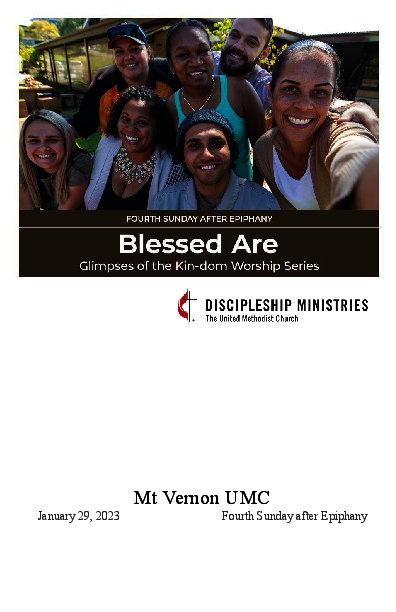 FOURTH SUNDAY AFTER EPIPHANY
Blessed Are
Glimpses of the Kin-dom Worship Series
DISCIPLESHIP MINISTRIES
The United Methodist Church
Mt Vernon UMC
January 29, 2023 Fourth Sunday after Epiphany